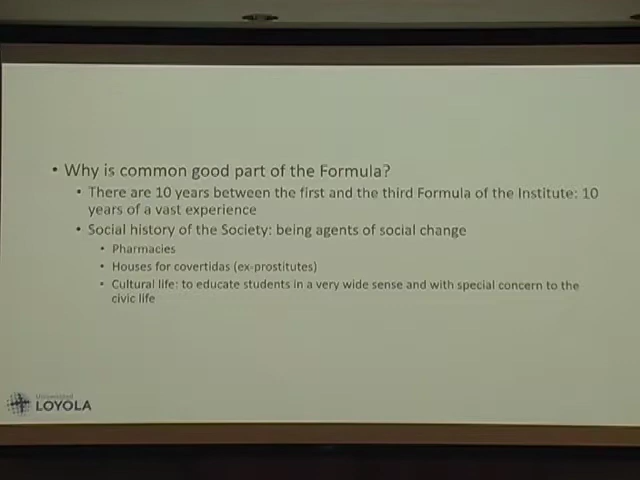 • Why is common good part of the Formula?
• There are 10 years between the first and the third Formula of the Institute: 10
years of a vast experience
• Social history of the Society: being agents of social change
• Pharmacies
• Houses for covertidas (ex-prostitutes)
• Cultural life: to educate students in a very wide sense and with special concern to the
civic life
Universidad
LOYOLA